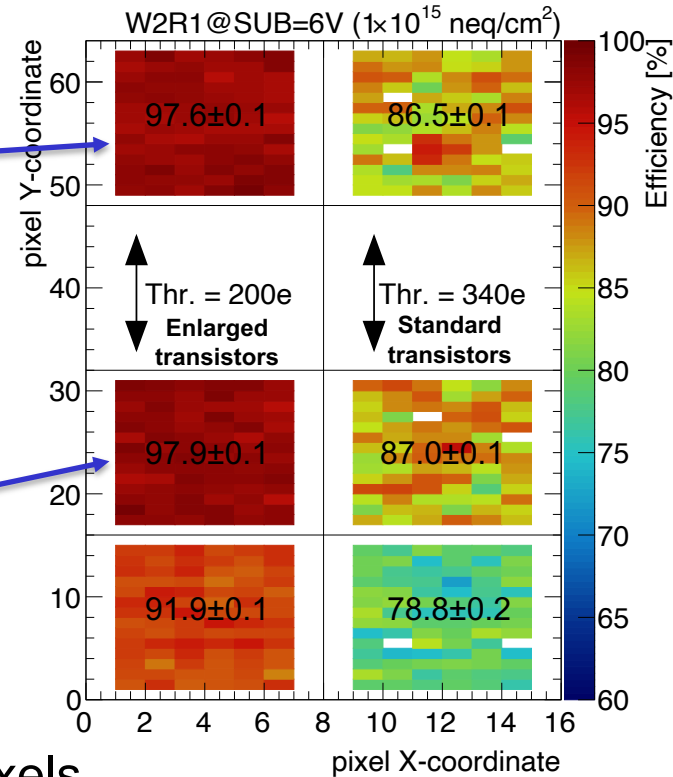 W2R1@SUB=6V (1×10¹⁵ neq/cm²)
pixel Y-coordinate
60
50
40
30
20
10
0
97.6±0.1
86.5±0.1
Thr. = 200e
Enlarged
transistors
Thr. = 340e
Standard
transistors
97.9±0.1
87.0±0.1
91.9±0.1
78.8±0.2
0 2 4 6 8 10 12 14 16
pixel X-coordinate
100
95
90
85
80
75
70
65
60
Efficiency [%]
xels